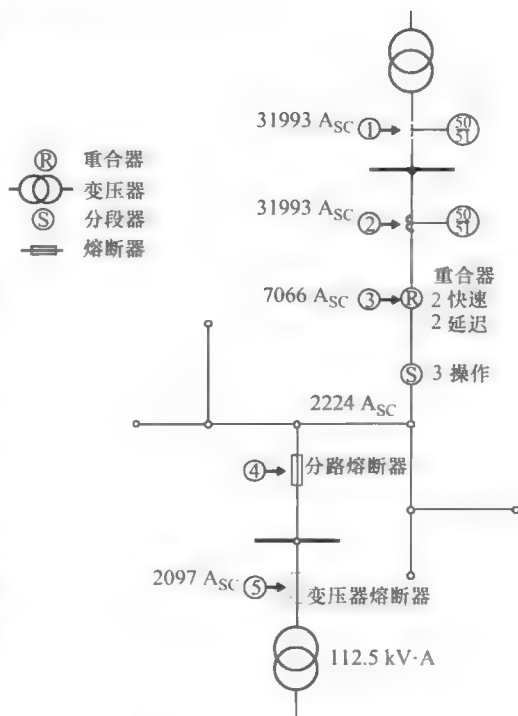 31993 A_SC ① 50/51
Ⓡ 重合器
变压器
Ⓢ 分段器
熔断器
31993 A_SC ② 50/51
重合器
7066 A_SC ③ Ⓡ 2 快速
2 延迟
Ⓢ 3 操作
2224 A_SC
④ 分路熔断器
2097 A_SC ⑤ 变压器熔断器
112.5 kV·A